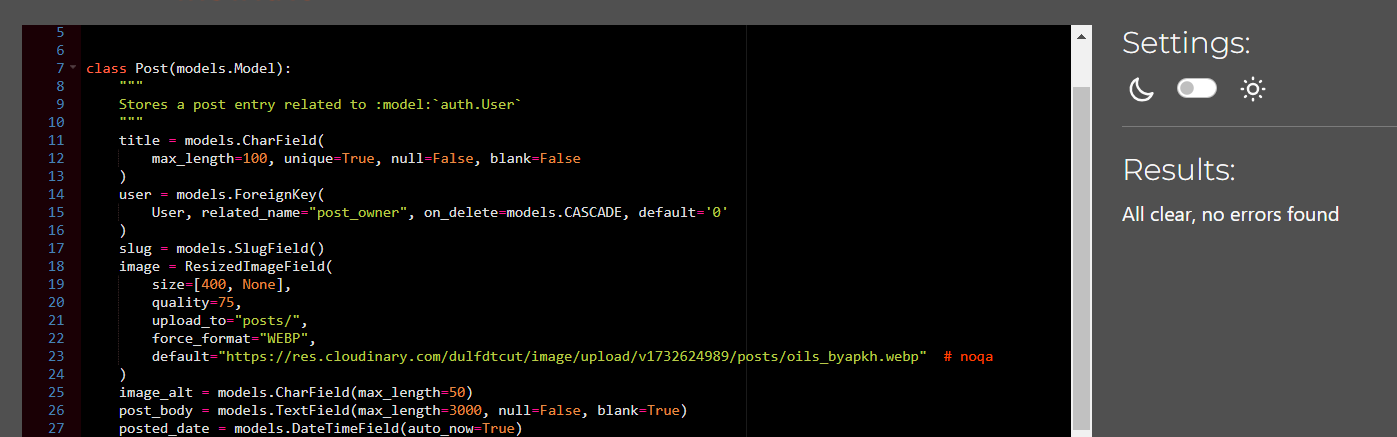 5
6
7 class Post(models.Model):
8 """
9 Stores a post entry related to :model:`auth.User`
10 """
11 title = models.CharField(
12 max_length=100, unique=True, null=False, blank=False
13 )
14 user = models.ForeignKey(
15 User, related_name="post_owner", on_delete=models.CASCADE, default='0'
16 )
17 slug = models.SlugField()
18 image = ResizedImageField(
19 size=[400, None],
20 quality=75,
21 upload_to="posts/",
22 force_format="WEBP",
23 default="https://res.cloudinary.com/dulfdtcut/image/upload/v1732624989/posts/oils_byapkh.webp"  # noqa
24 )
25 image_alt = models.CharField(max_length=50)
26 post_body = models.TextField(max_length=3000, null=False, blank=True)
27 posted_date = models.DateTimeField(auto_now=True)
Settings:
Results:
All clear, no errors found